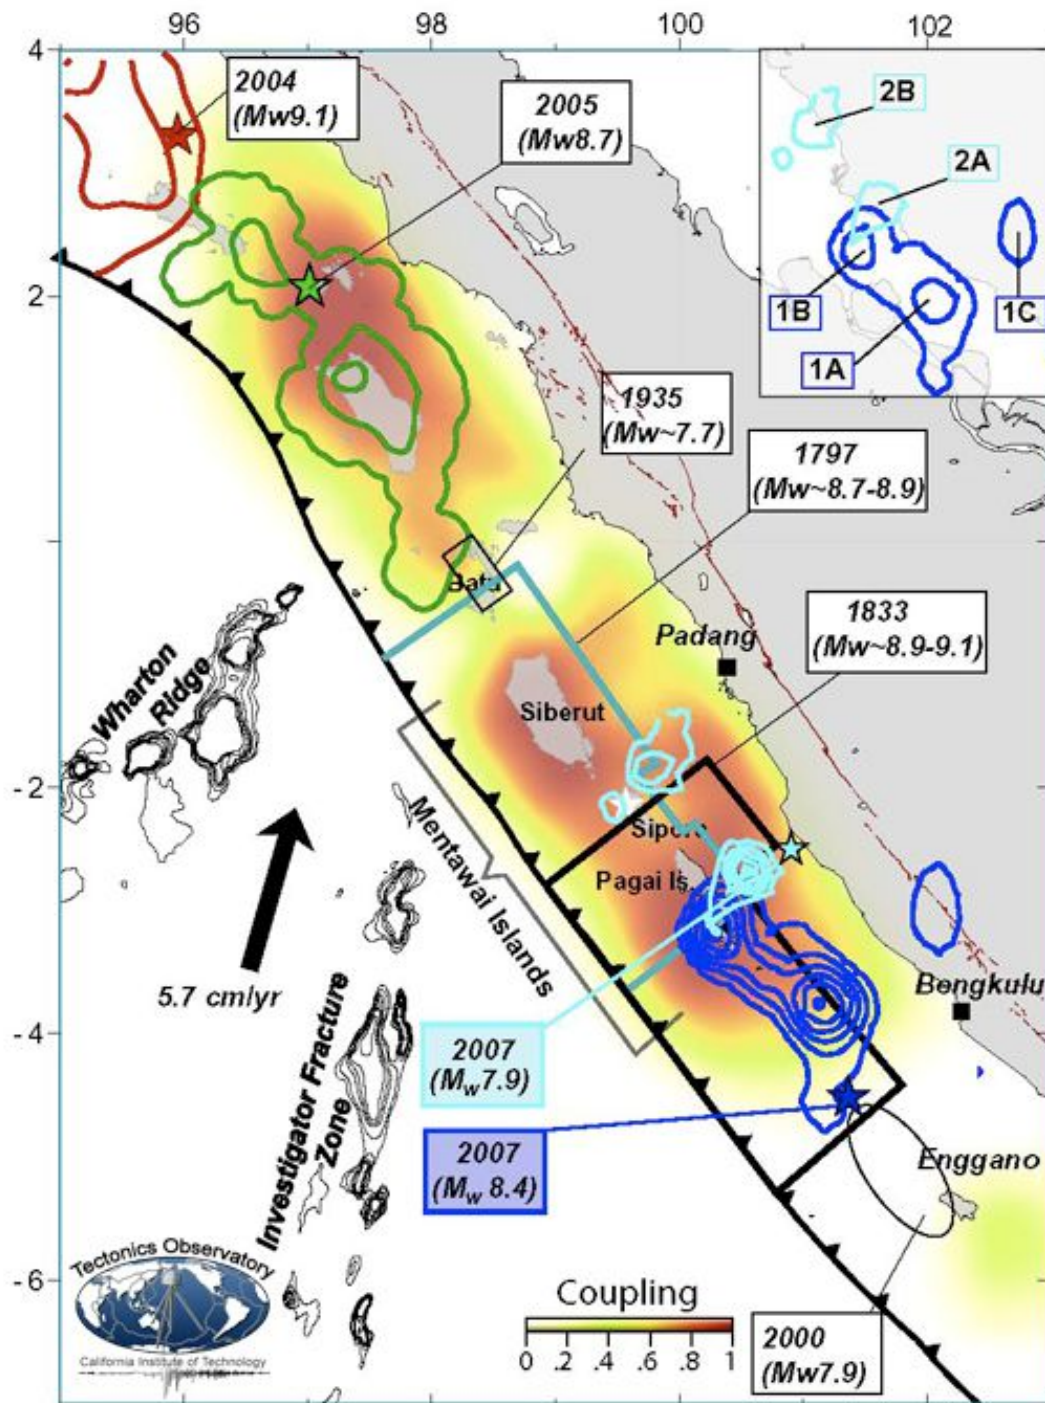 96
98
100
102
4
2
-2
-4
-6
2004
(Mw9.1)
2005
(Mw8.7)
2B
2A
1B
1A
1C
1935
(Mw~7.7)
1797
(Mw~8.7-8.9)
1833
(Mw~8.9-9.1)
Batu
Padang
Siberut
Wharton
Ridge
Mentawai Islands
Pagai Is.
5.7 cm/yr
Bengkulu
2007
(Mw7.9)
2007
(Mw 8.4)
Investigator Fracture
Zone
Enggano
Tectonics Observatory
California Institute of Technology
Coupling
0 .2 .4 .6 .8 1
2000
(Mw7.9)